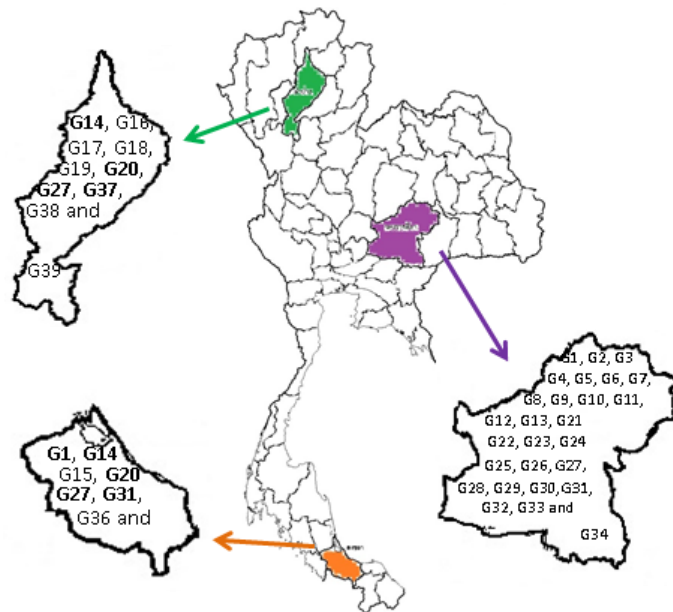 G14, G16,
G17, G18,
G19, G20,
G27, G37,
G38 and
G39
G1, G14
G15, G20
G27, G31,
G36 and
G1, G2, G3
G4, G5, G6, G7,
G8, G9, G10, G11,
G12, G13, G21
G22, G23, G24
G25, G26, G27,
G28, G29, G30, G31,
G32, G33 and
G34